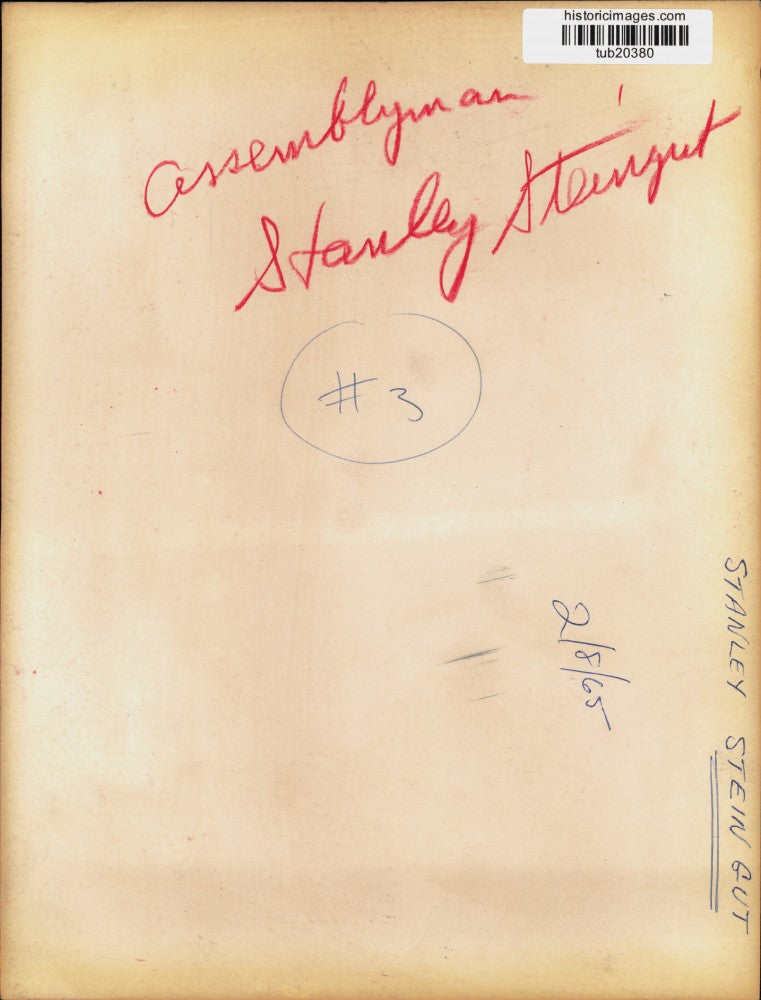 historicimages.com
tub20380
Assemblyman
Stanley Steingut
#3
2/8/65
STANLEY STEINGUT